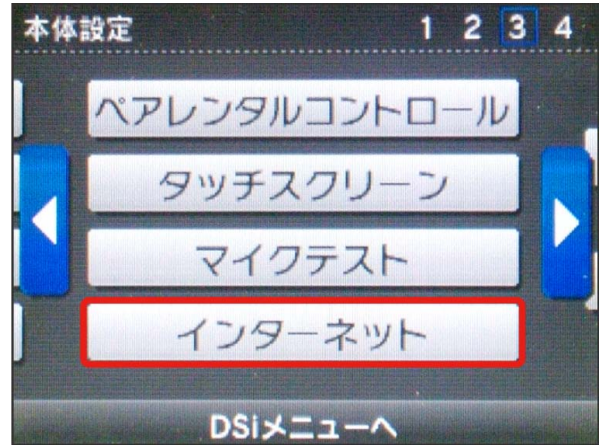 本体設定 1 2 3 4
ペアレンタルコントロール
タッチスクリーン
マイクテスト
インターネット
DSiメニューへ